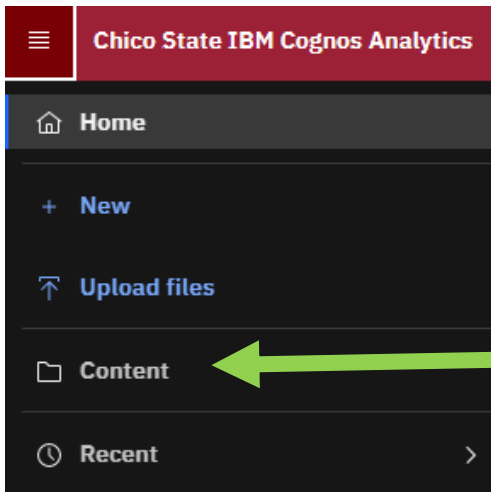 Chico State IBM Cognos Analytics
Home
New
Upload files
Content
Recent